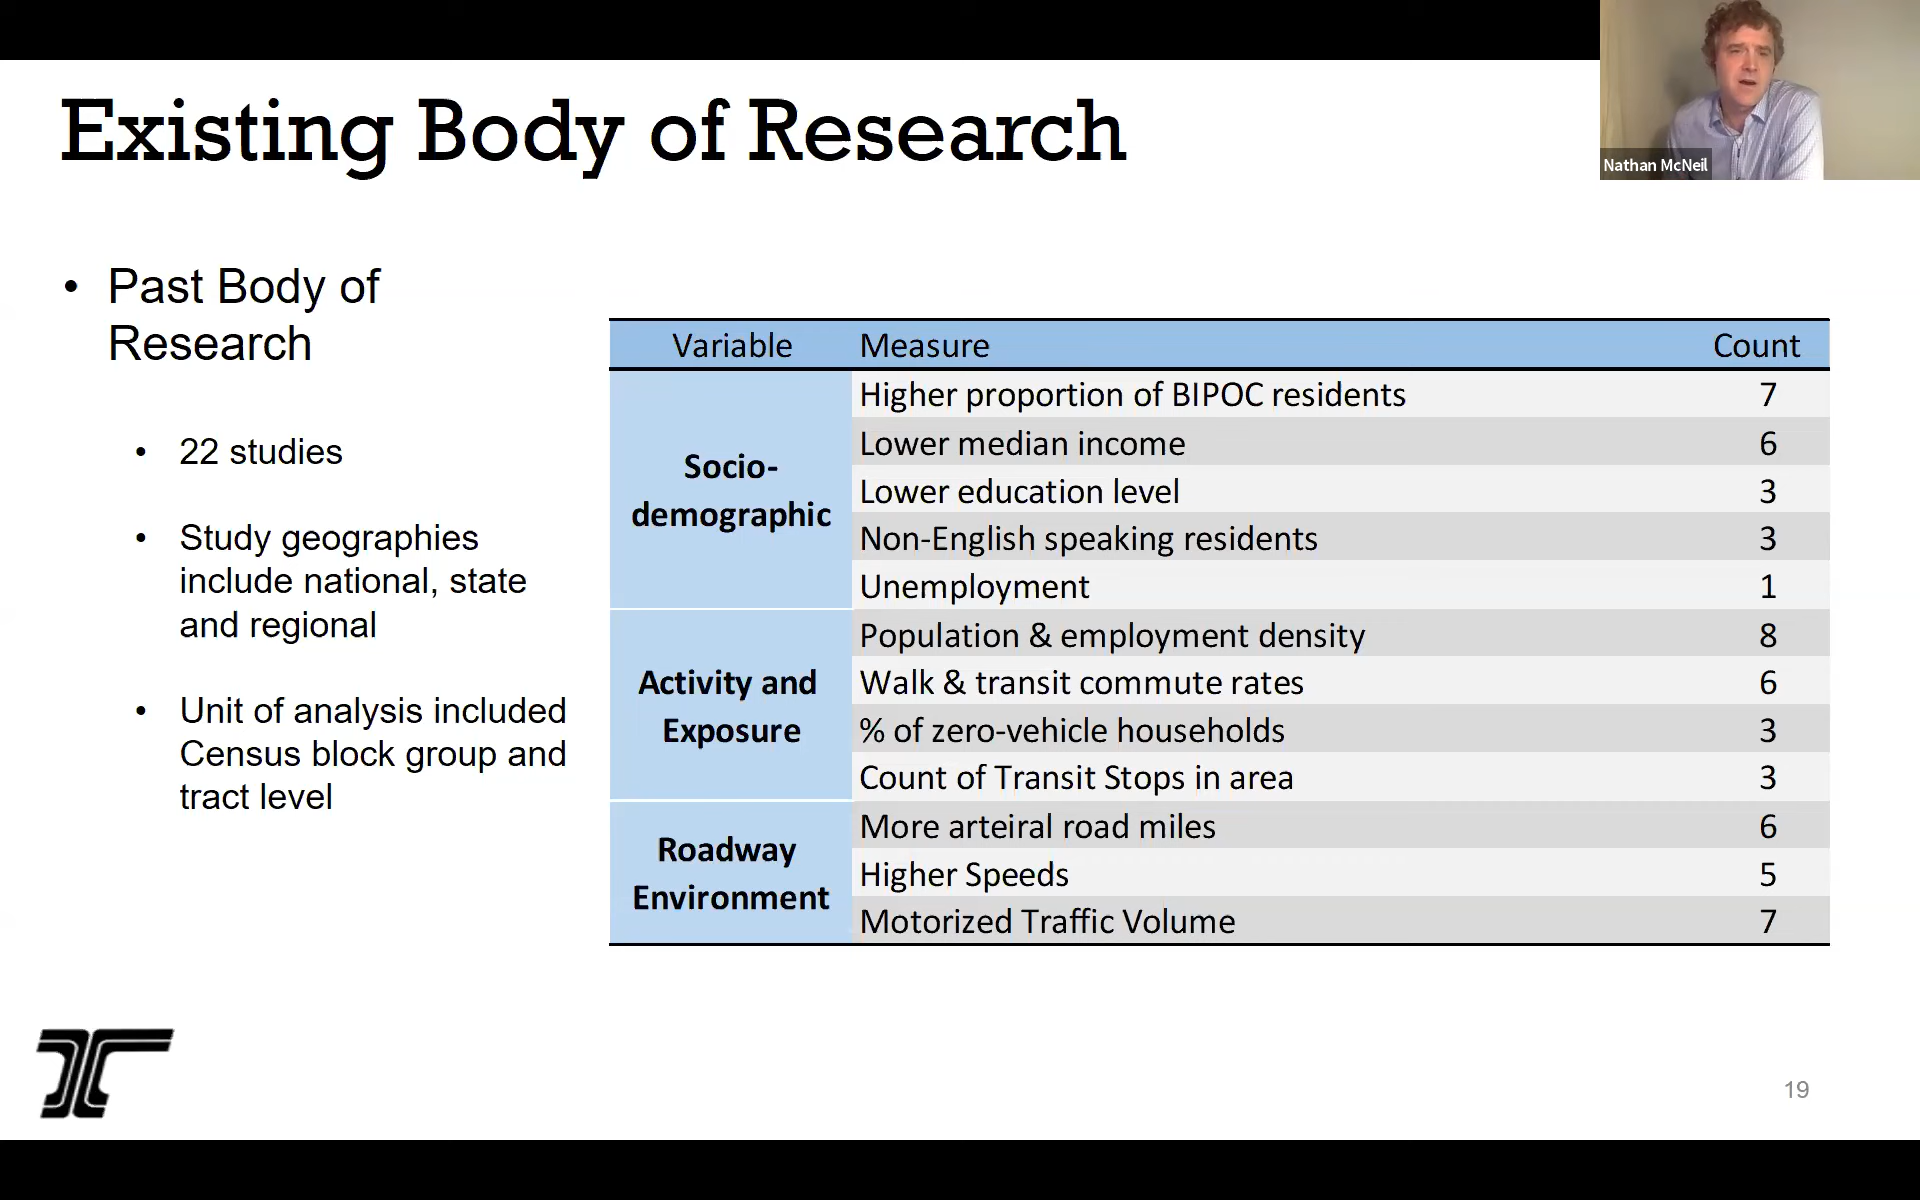 Existing Body of Research
Nathan McNeil
• Past Body of
Research
• 22 studies
• Study geographies
include national, state
and regional
• Unit of analysis included
Census block group and
tract level
Variable Measure Count
Socio-
demographic
Higher proportion of BIPOC residents 7
Lower median income 6
Lower education level 3
Non-English speaking residents 3
Unemployment 1
Activity and
Exposure
Population & employment density 8
Walk & transit commute rates 6
% of zero-vehicle households 3
Count of Transit Stops in area 3
Roadway
Environment
More arteiral road miles 6
Higher Speeds 5
Motorized Traffic Volume 7
19